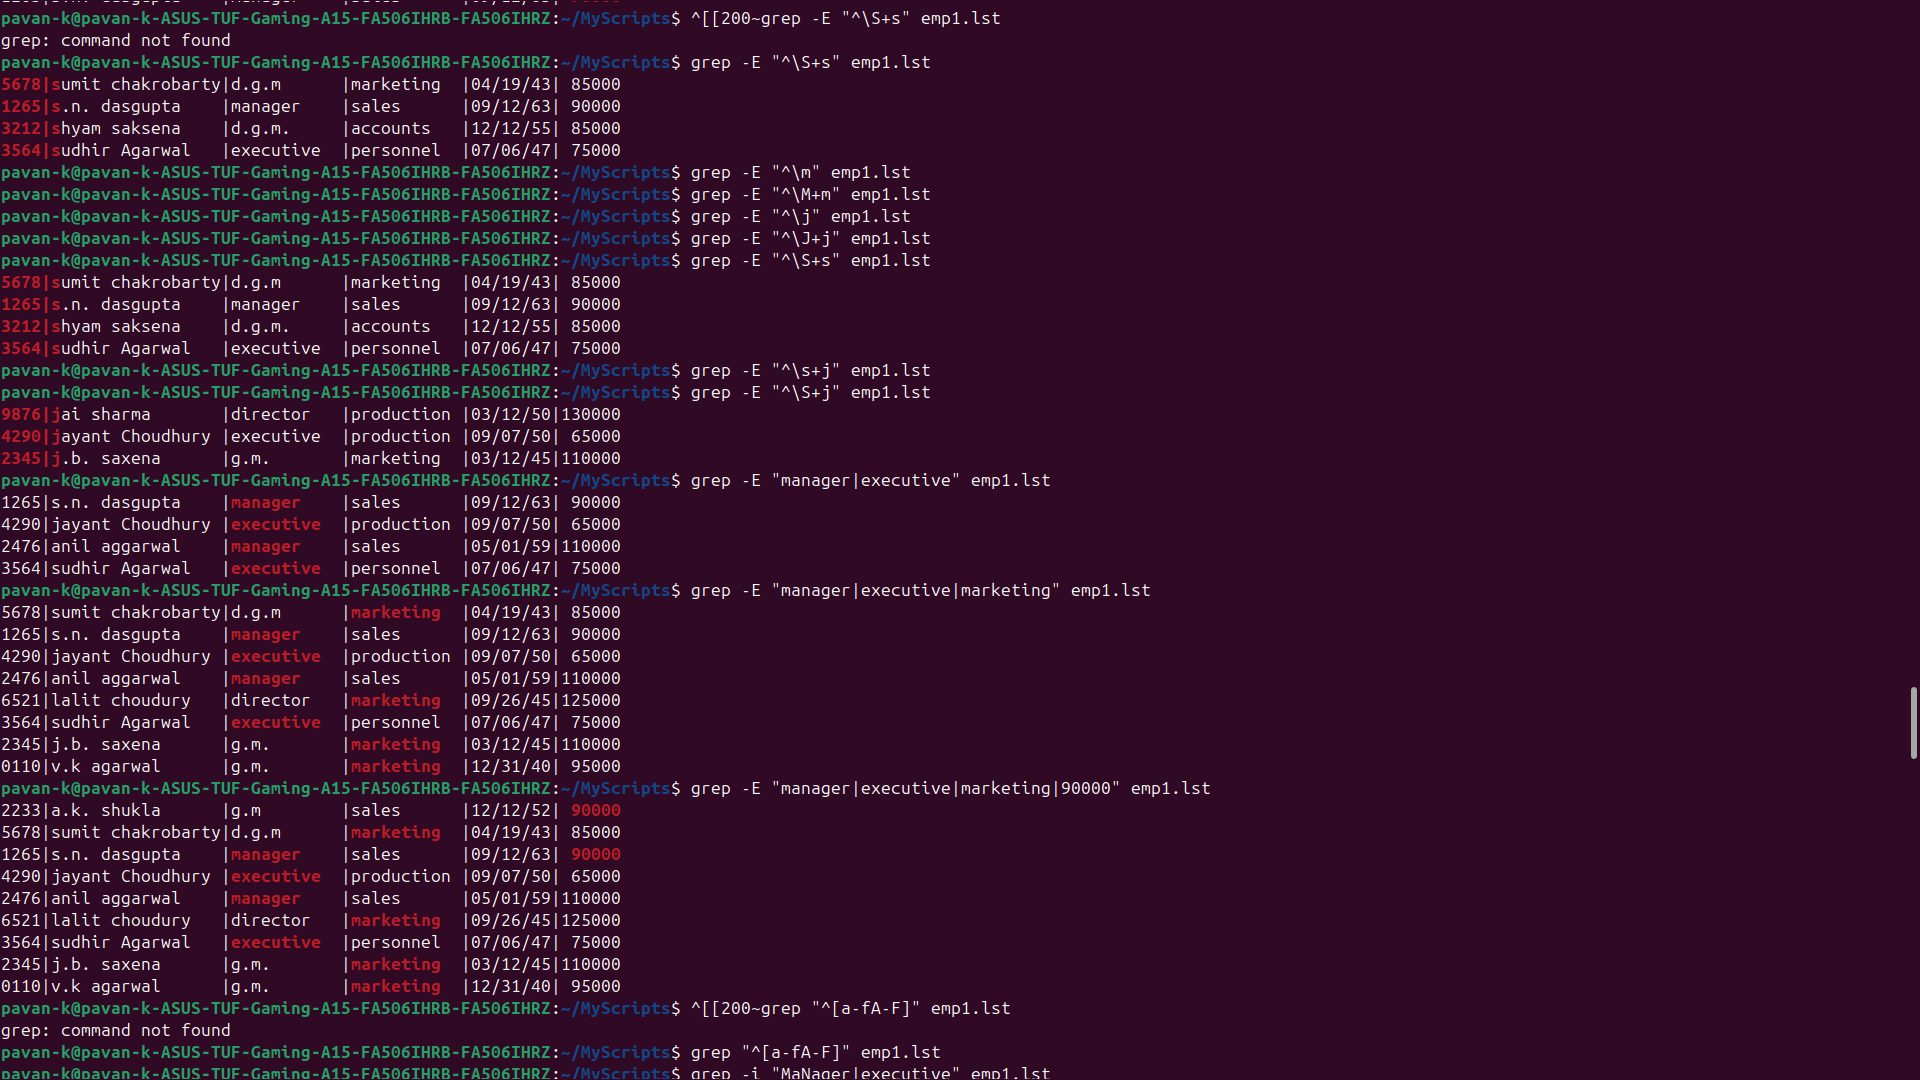 pavan-k@pavan-k-ASUS-TUF-Gaming-A15-FA506IHRB-FA506IHRZ:~/MyScripts$ ^[[200~grep -E "^\S+s" emp1.lst
grep: command not found
pavan-k@pavan-k-ASUS-TUF-Gaming-A15-FA506IHRB-FA506IHRZ:~/MyScripts$ grep -E "^\S+s" emp1.lst
5678|sumit chakrobarty|d.g.m      |marketing  |04/19/43| 85000
1265|s.n. dasgupta    |manager    |sales      |09/12/63| 90000
3212|shyam saksena    |d.g.m.     |accounts   |12/12/55| 85000
3564|sudhir Agarwal   |executive  |personnel  |07/06/47| 75000
pavan-k@pavan-k-ASUS-TUF-Gaming-A15-FA506IHRB-FA506IHRZ:~/MyScripts$ grep -E "^\m" emp1.lst
pavan-k@pavan-k-ASUS-TUF-Gaming-A15-FA506IHRB-FA506IHRZ:~/MyScripts$ grep -E "^\M+m" emp1.lst
pavan-k@pavan-k-ASUS-TUF-Gaming-A15-FA506IHRB-FA506IHRZ:~/MyScripts$ grep -E "^\j" emp1.lst
pavan-k@pavan-k-ASUS-TUF-Gaming-A15-FA506IHRB-FA506IHRZ:~/MyScripts$ grep -E "^\J+j" emp1.lst
pavan-k@pavan-k-ASUS-TUF-Gaming-A15-FA506IHRB-FA506IHRZ:~/MyScripts$ grep -E "^\S+s" emp1.lst
5678|sumit chakrobarty|d.g.m      |marketing  |04/19/43| 85000
1265|s.n. dasgupta    |manager    |sales      |09/12/63| 90000
3212|shyam saksena    |d.g.m.     |accounts   |12/12/55| 85000
3564|sudhir Agarwal   |executive  |personnel  |07/06/47| 75000
pavan-k@pavan-k-ASUS-TUF-Gaming-A15-FA506IHRB-FA506IHRZ:~/MyScripts$ grep -E "^\s+j" emp1.lst
pavan-k@pavan-k-ASUS-TUF-Gaming-A15-FA506IHRB-FA506IHRZ:~/MyScripts$ grep -E "^\S+j" emp1.lst
9876|jai sharma       |director   |production |03/12/50|130000
4290|jayant Choudhury |executive  |production |09/07/50| 65000
2345|j.b. saxena      |g.m.       |marketing  |03/12/45|110000
pavan-k@pavan-k-ASUS-TUF-Gaming-A15-FA506IHRB-FA506IHRZ:~/MyScripts$ grep -E "manager|executive" emp1.lst
1265|s.n. dasgupta    |manager    |sales      |09/12/63| 90000
4290|jayant Choudhury |executive  |production |09/07/50| 65000
2476|anil aggarwal    |manager    |sales      |05/01/59|110000
3564|sudhir Agarwal   |executive  |personnel  |07/06/47| 75000
pavan-k@pavan-k-ASUS-TUF-Gaming-A15-FA506IHRB-FA506IHRZ:~/MyScripts$ grep -E "manager|executive|marketing" emp1.lst
5678|sumit chakrobarty|d.g.m      |marketing  |04/19/43| 85000
1265|s.n. dasgupta    |manager    |sales      |09/12/63| 90000
4290|jayant Choudhury |executive  |production |09/07/50| 65000
2476|anil aggarwal    |manager    |sales      |05/01/59|110000
6521|lalit choudury   |director   |marketing  |09/26/45|125000
3564|sudhir Agarwal   |executive  |personnel  |07/06/47| 75000
2345|j.b. saxena      |g.m.       |marketing  |03/12/45|110000
0110|v.k agarwal      |g.m.       |marketing  |12/31/40| 95000
pavan-k@pavan-k-ASUS-TUF-Gaming-A15-FA506IHRB-FA506IHRZ:~/MyScripts$ grep -E "manager|executive|marketing|90000" emp1.lst
2233|a.k. shukla      |g.m        |sales      |12/12/52| 90000
5678|sumit chakrobarty|d.g.m      |marketing  |04/19/43| 85000
1265|s.n. dasgupta    |manager    |sales      |09/12/63| 90000
4290|jayant Choudhury |executive  |production |09/07/50| 65000
2476|anil aggarwal    |manager    |sales      |05/01/59|110000
6521|lalit choudury   |director   |marketing  |09/26/45|125000
3564|sudhir Agarwal   |executive  |personnel  |07/06/47| 75000
2345|j.b. saxena      |g.m.       |marketing  |03/12/45|110000
0110|v.k agarwal      |g.m.       |marketing  |12/31/40| 95000
pavan-k@pavan-k-ASUS-TUF-Gaming-A15-FA506IHRB-FA506IHRZ:~/MyScripts$ ^[[200~grep "^[a-fA-F]" emp1.lst
grep: command not found
pavan-k@pavan-k-ASUS-TUF-Gaming-A15-FA506IHRB-FA506IHRZ:~/MyScripts$ grep "^[a-fA-F]" emp1.lst
pavan-k@pavan-k-ASUS-TUF-Gaming-A15-FA506IHRB-FA506IHRZ:~/MyScripts$ grep -i "MaNager|executive" emp1.lst